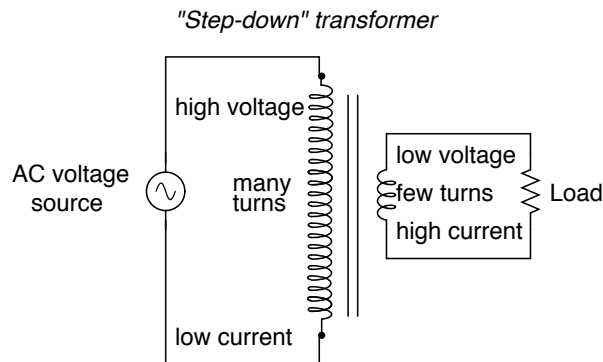 "Step-down" transformer
high voltage
AC voltage
source
many
turns
low current
low voltage
few turns
high current
Load